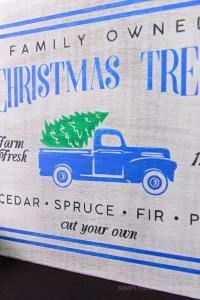 FAMILY OWNED
CHRISTMAS TRE
Farm
Fresh
CEDAR • SPRUCE • FIR • P
cut your own